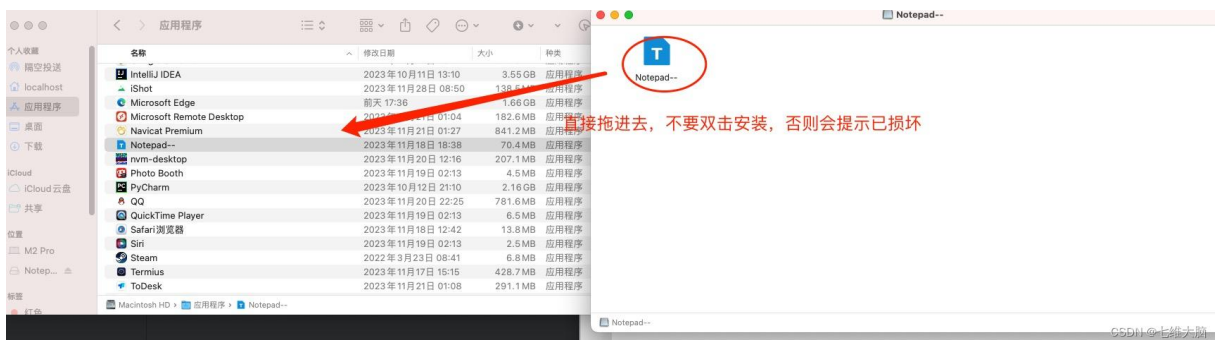 应用程序
Notepad--
个人收藏
隔空投送
localhost
应用程序
桌面
下载
iCloud
iCloud云盘
共享
位置
M2 Pro
Notep...
标签
红色
名称 修改日期 大小 种类
IntelliJ IDEA 2023年10月11日 13:10 3.55 GB 应用程序
iShot 2023年11月28日 08:50 138.5 MB 应用程序
Microsoft Edge 前天 17:36 1.66 GB 应用程序
Microsoft Remote Desktop 01:04 182.6 MB 应用程序
Navicat Premium 2023年11月21日 01:27 841.2 MB 应用程序
Notepad-- 2023年11月18日 18:38 70.4 MB 应用程序
nvm-desktop 2023年11月20日 12:16 207.1 MB 应用程序
Photo Booth 2023年11月19日 02:13 4.5 MB 应用程序
PyCharm 2023年10月12日 21:10 2.16 GB 应用程序
QQ 2023年11月20日 22:25 781.6 MB 应用程序
QuickTime Player 2023年11月19日 02:13 6.5 MB 应用程序
Safari浏览器 2023年11月18日 12:42 13.8 MB 应用程序
Siri 2023年11月19日 02:13 2.5 MB 应用程序
Steam 2022年3月23日 08:41 6.8 MB 应用程序
Termius 2023年11月17日 15:15 428.7 MB 应用程序
ToDesk 2023年11月21日 01:08 291.1 MB 应用程序
Macintosh HD › 应用程序 › Notepad--
T
Notepad--
直接拖进去，不要双击安装，否则会提示已损坏
Notepad--
CSDN @七维大脑